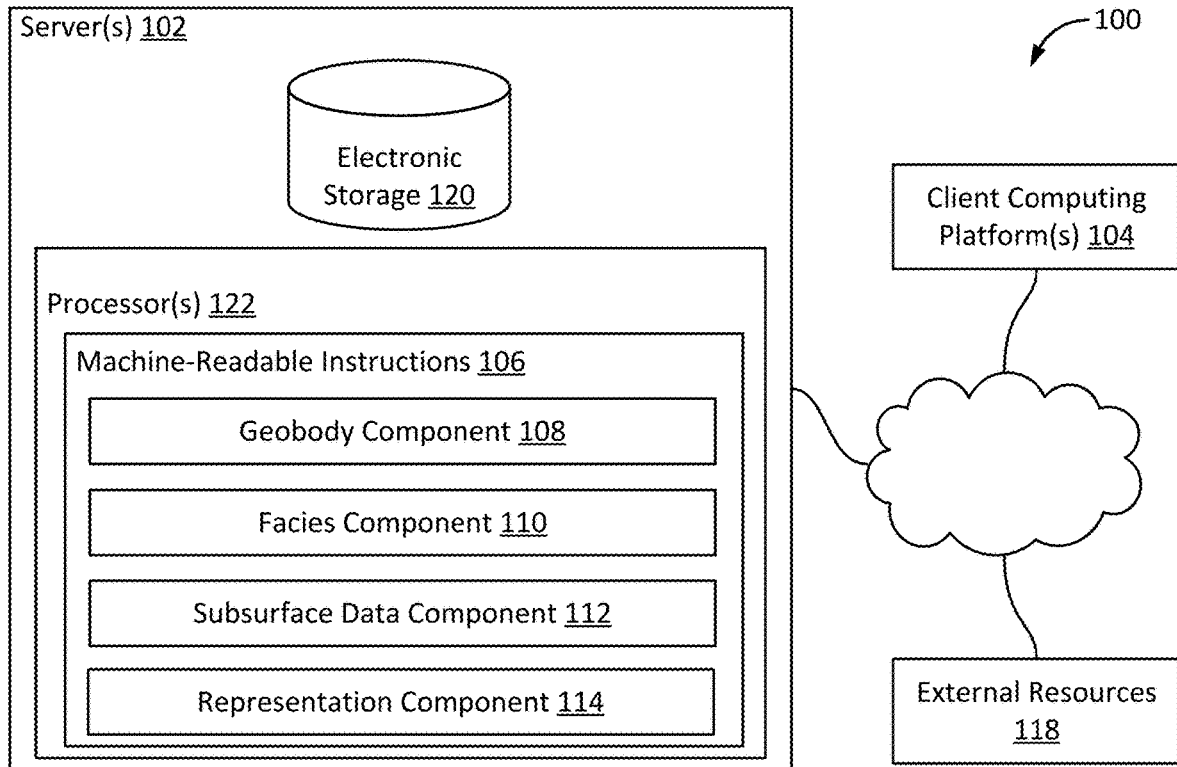 Server(s) 102
100
Electronic
Storage 120
Client Computing
Platform(s) 104
Processor(s) 122
Machine-Readable Instructions 106
Geobody Component 108
Facies Component 110
Subsurface Data Component 112
Representation Component 114
External Resources
118